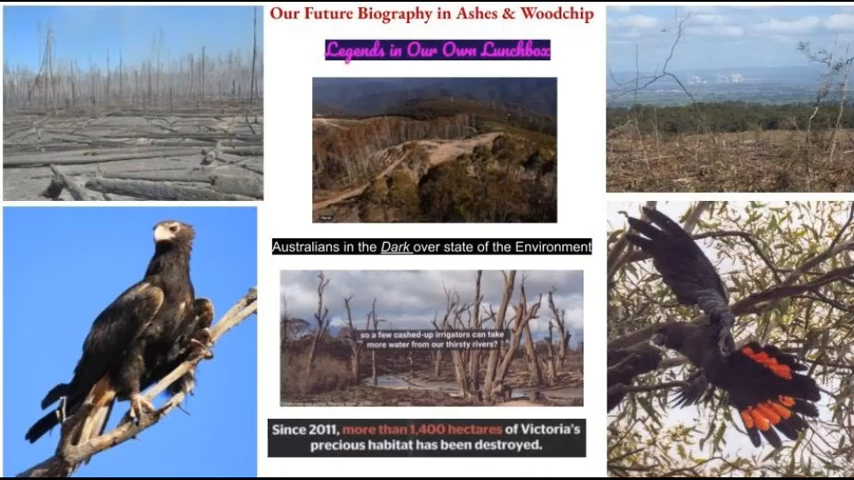 Our Future Biography in Ashes & Woodchip
Legends in Our Own Lunchbox
Australians in the Dark over state of the Environment
so a few cashed-up irrigators can take
more water from our thirsty rivers?
Since 2011, more than 1,400 hectares of Victoria's
precious habitat has been destroyed.